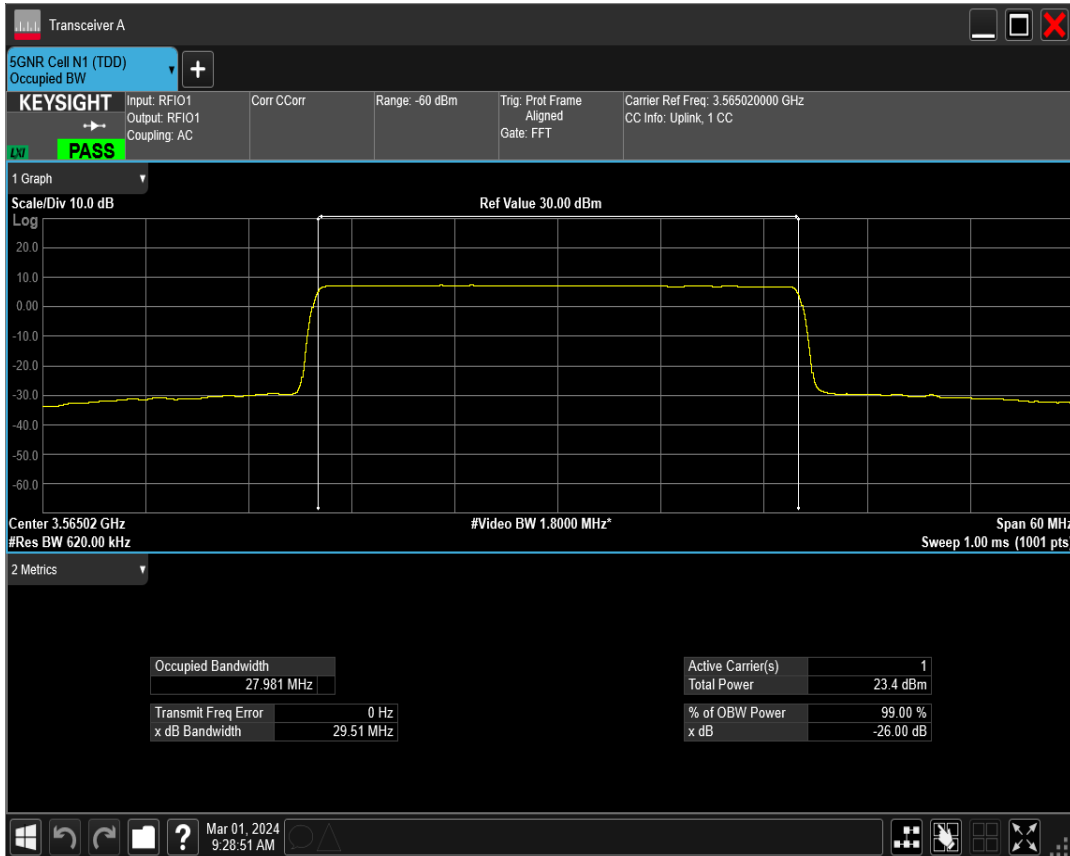 Transceiver A
5GNR Cell N1 (TDD)
Occupied BW
+
KEYSIGHT
LXI
PASS
Input: RFIO1
Output: RFIO1
Coupling: AC
Corr CCorr
Range: -60 dBm
Trig: Prot Frame
Aligned
Gate: FFT
Carrier Ref Freq: 3.565020000 GHz
CC Info: Uplink, 1 CC
1 Graph
Scale/Div 10.0 dB
Ref Value 30.00 dBm
Log
20.0
10.0
0.00
-10.0
-20.0
-30.0
-40.0
-50.0
-60.0
Center 3.56502 GHz
#Video BW 1.8000 MHz*
Span 60 MHz
#Res BW 620.00 kHz
Sweep 1.00 ms (1001 pts)
2 Metrics
Occupied Bandwidth
27.981 MHz
Transmit Freq Error 0 Hz
x dB Bandwidth 29.51 MHz
Active Carrier(s) 1
Total Power 23.4 dBm
% of OBW Power 99.00 %
x dB -26.00 dB
?
Mar 01, 2024
9:28:51 AM